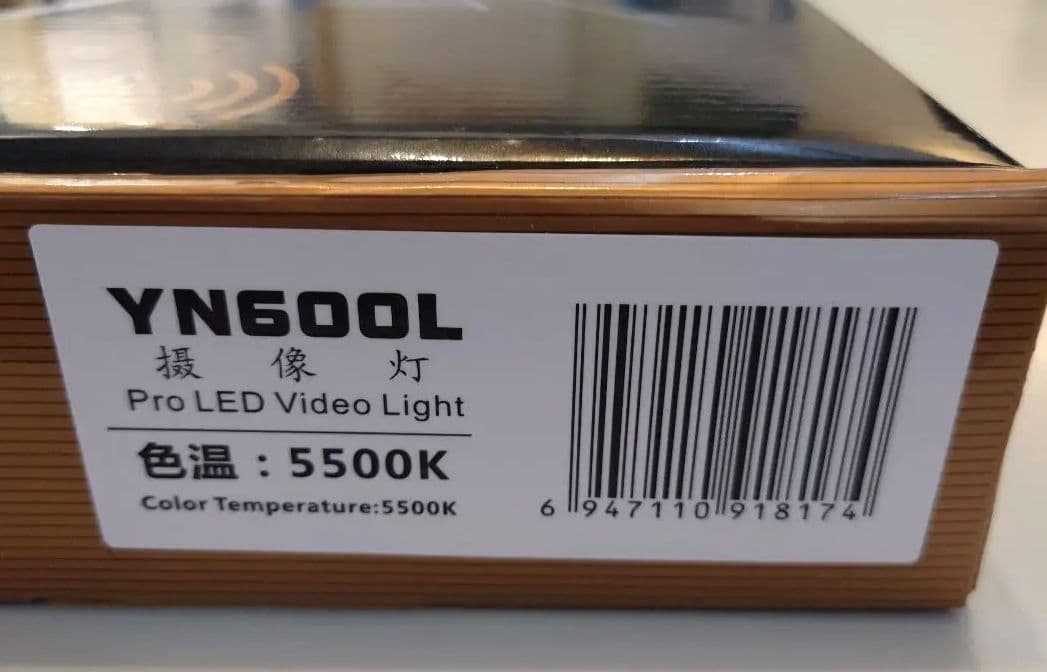 YN600L
摄 像 灯
Pro LED Video Light
色温：5500K
Color Temperature:5500K
6 947110 918174